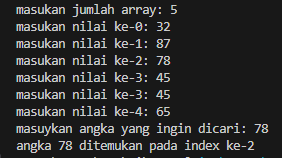 masukan jumlah array: 5
masukan nilai ke-0: 32
masukan nilai ke-1: 87
masukan nilai ke-2: 78
masukan nilai ke-3: 45
masukan nilai ke-3: 45
masukan nilai ke-4: 65
masuykan angka yang ingin dicari: 78
angka 78 ditemukan pada index ke-2